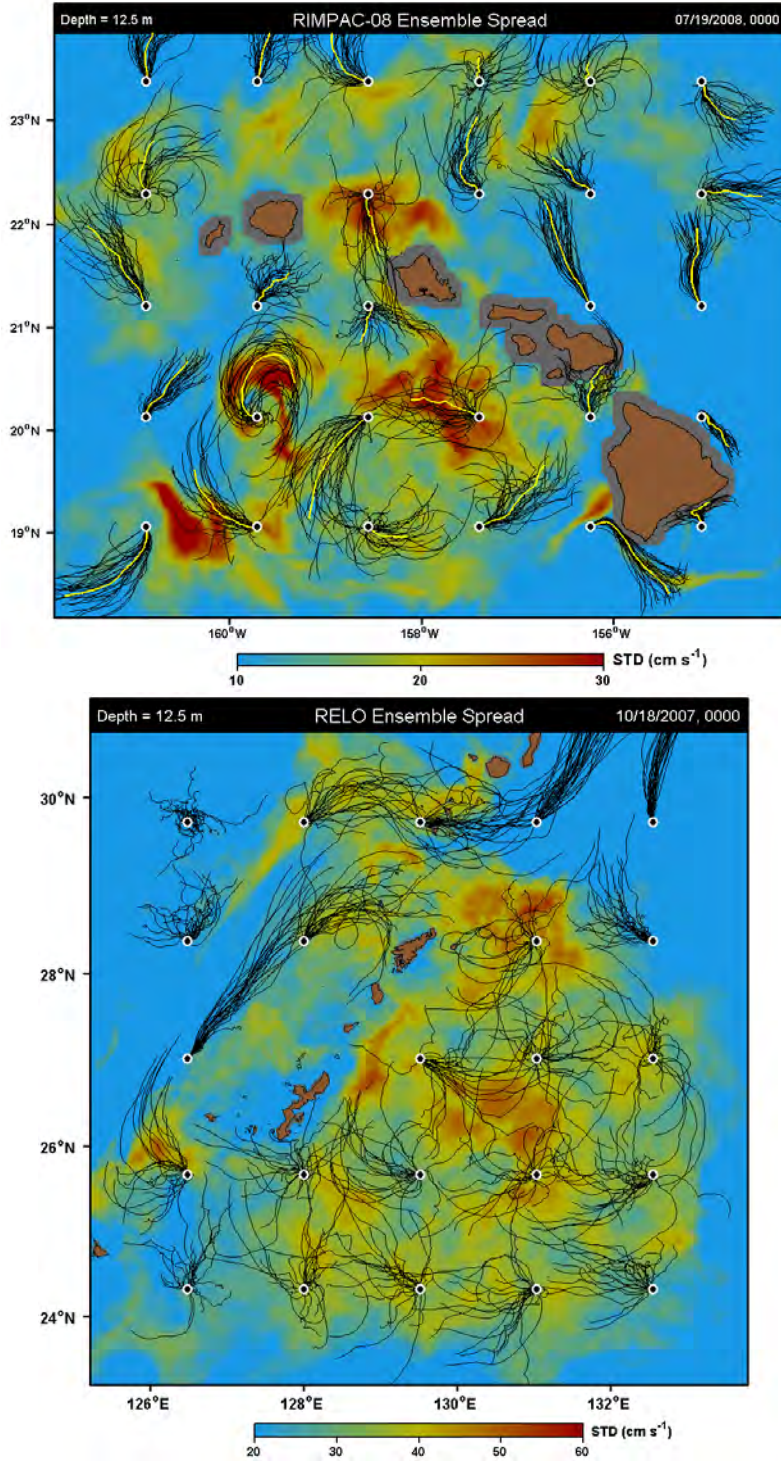 Depth = 12.5 m RIMPAC-08 Ensemble Spread 07/19/2008, 0000
23°N
22°N
21°N
20°N
19°N
160°W 158°W 156°W
STD (cm s⁻¹)
10 20 30
Depth = 12.5 m RELO Ensemble Spread 10/18/2007, 0000
30°N
28°N
26°N
24°N
126°E 128°E 130°E 132°E
STD (cm s⁻¹)
20 30 40 50 60